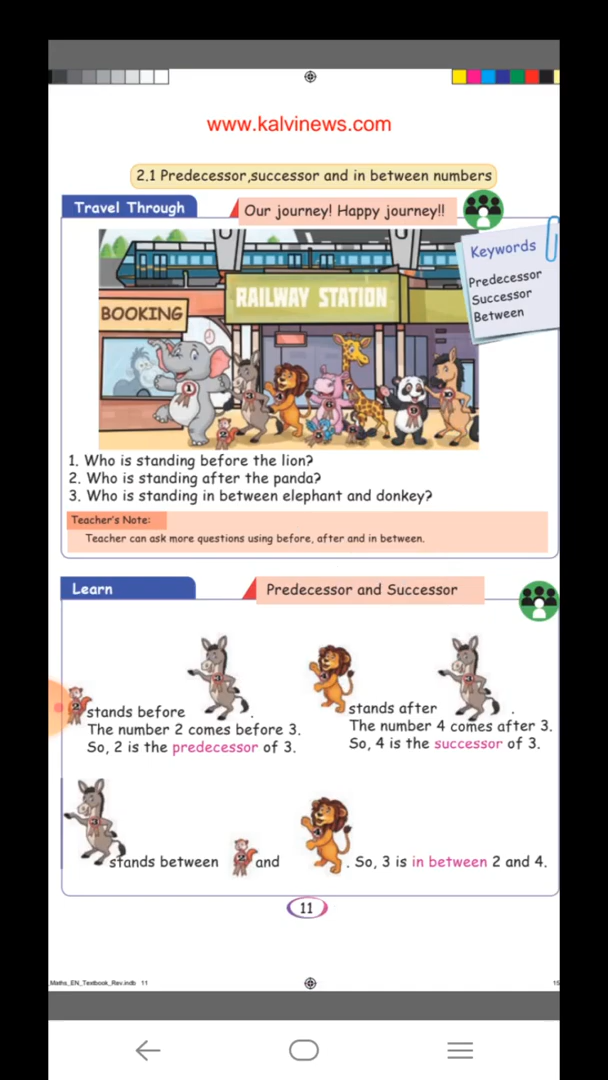 www.kalvinews.com
2.1 Predecessor,successor and in between numbers
Travel Through
Our journey! Happy journey!!
Keywords
Predecessor
Successor
Between
BOOKING
RAILWAY STATION
1. Who is standing before the lion?
2. Who is standing after the panda?
3. Who is standing in between elephant and donkey?
Teacher's Note:
Teacher can ask more questions using before, after and in between.
Learn
Predecessor and Successor
stands before .
The number 2 comes before 3.
So, 2 is the predecessor of 3.
stands after .
The number 4 comes after 3.
So, 4 is the successor of 3.
stands between and . So, 3 is in between 2 and 4.
11
_Maths_EN_Textbook_Rev.indb 11
15